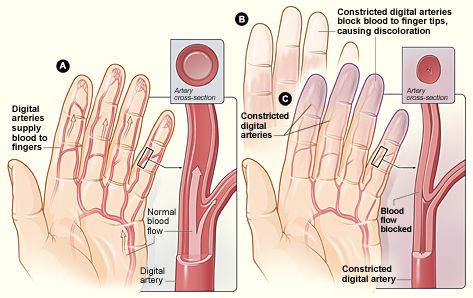 A
Artery
cross-section
Digital
arteries
supply
blood to
fingers
Normal
blood
flow
Digital
artery
B
Constricted digital arteries
block blood to finger tips,
causing discoloration
C
Artery
cross-section
Constricted
digital
arteries
Blood
flow
blocked
Constricted
digital artery